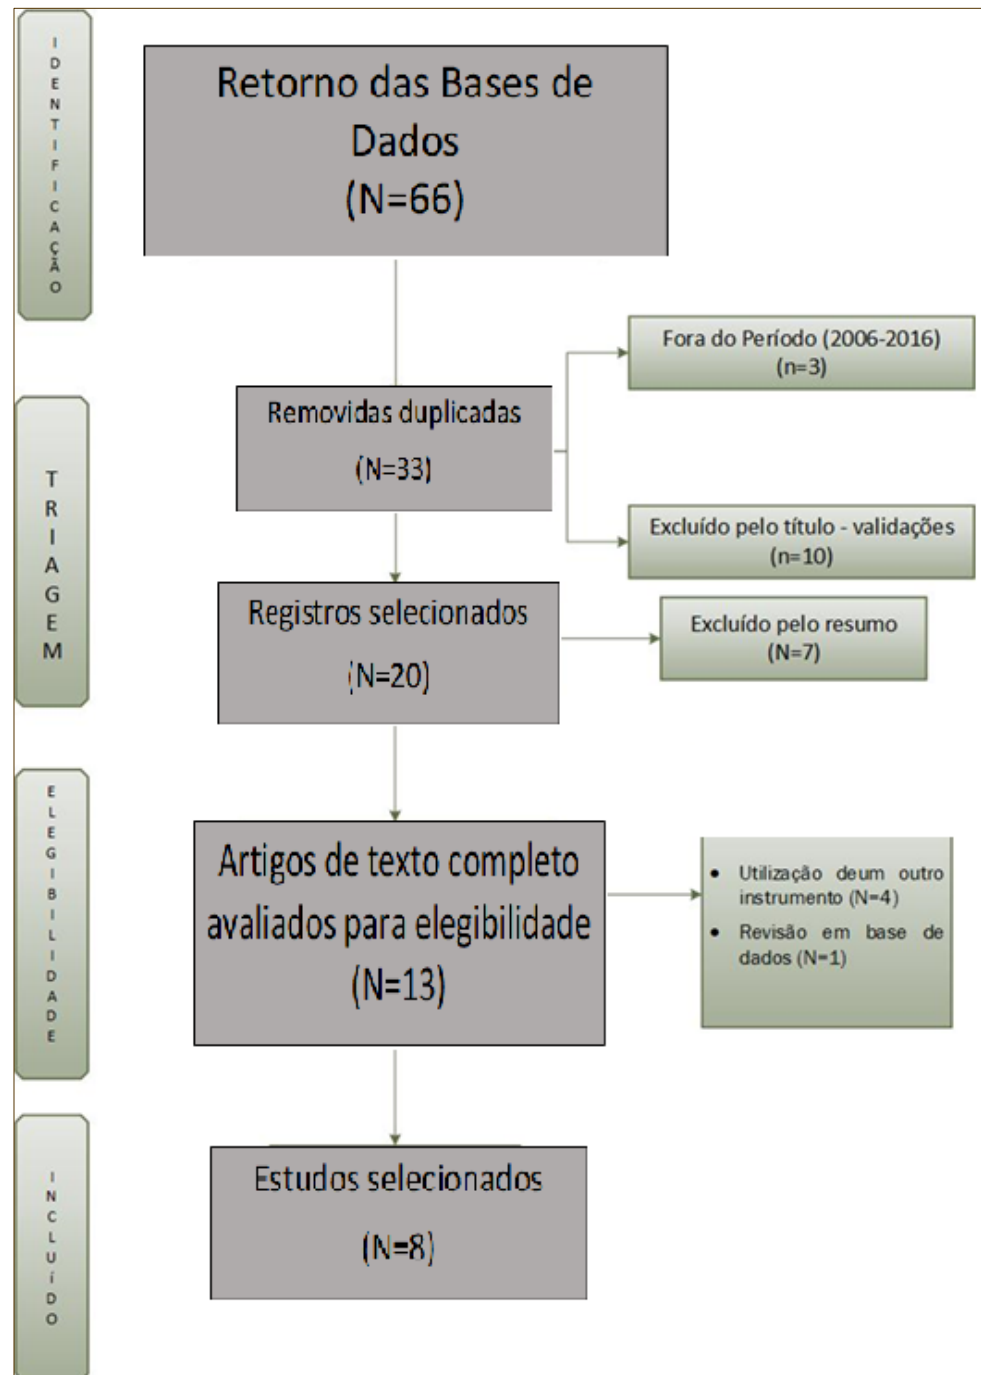 IDENTIFICAÇÃO
Retorno das Bases de
Dados
(N=66)
Fora do Período (2006-2016)
(n=3)
TRIAGEM
Removidas duplicadas
(N=33)
Excluído pelo título - validações
(n=10)
Registros selecionados
(N=20)
Excluído pelo resumo
(N=7)
ELEGIBILIDADE
Artigos de texto completo
avaliados para elegibilidade
(N=13)
• Utilização deum outro
instrumento (N=4)
• Revisão em base de
dados (N=1)
INCLUíDO
Estudos selecionados
(N=8)